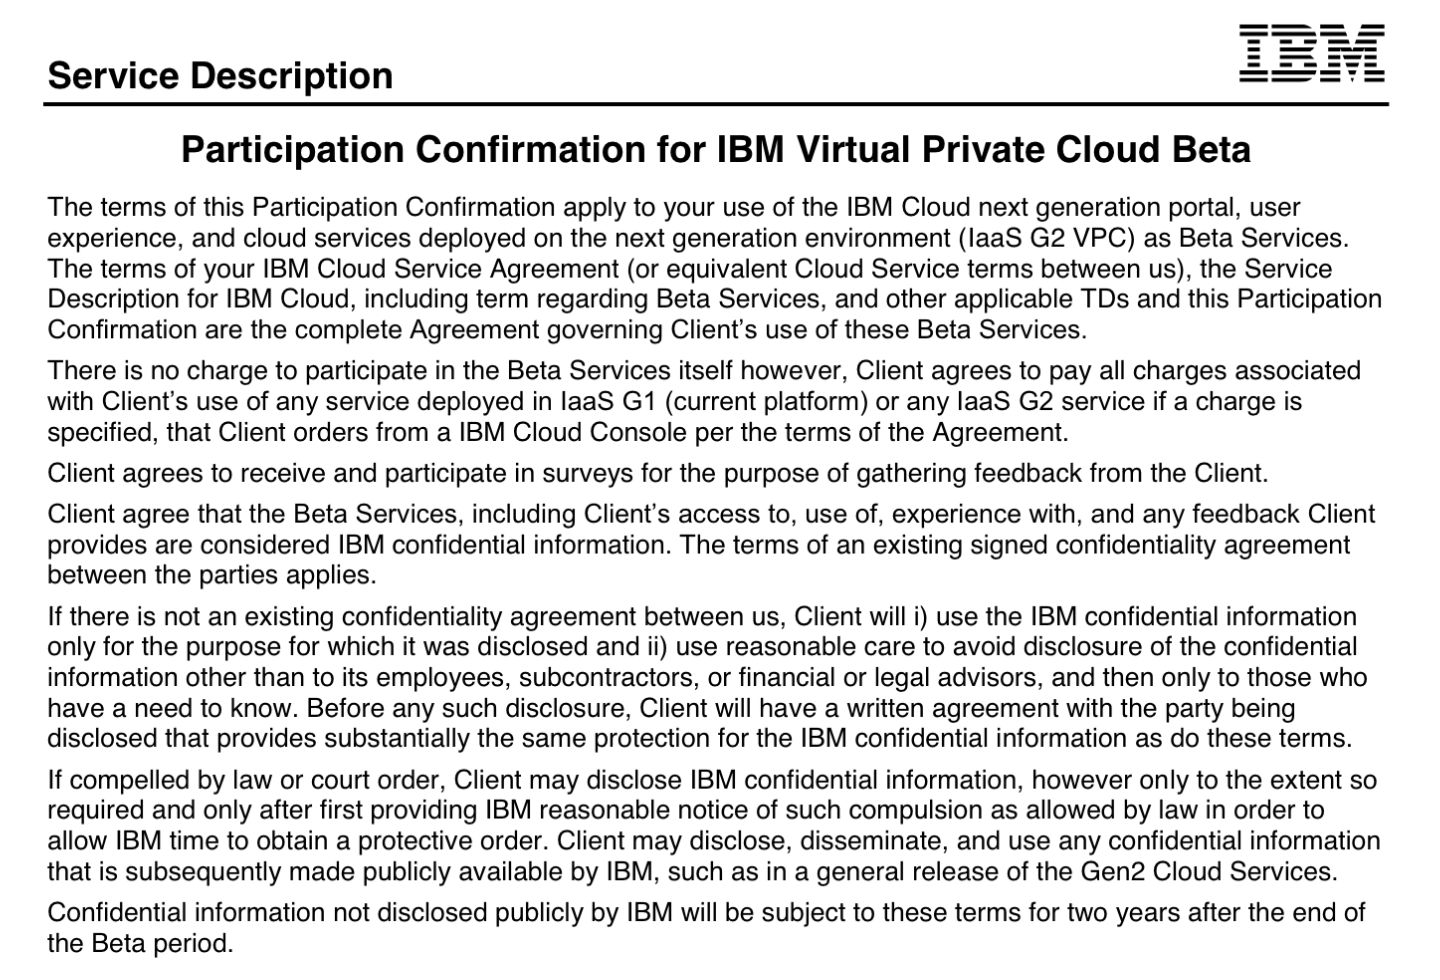 IBM
Service Description
Participation Confirmation for IBM Virtual Private Cloud Beta
The terms of this Participation Confirmation apply to your use of the IBM Cloud next generation portal, user
experience, and cloud services deployed on the next generation environment (IaaS G2 VPC) as Beta Services.
The terms of your IBM Cloud Service Agreement (or equivalent Cloud Service terms between us), the Service
Description for IBM Cloud, including term regarding Beta Services, and other applicable TDs and this Participation
Confirmation are the complete Agreement governing Client’s use of these Beta Services.
There is no charge to participate in the Beta Services itself however, Client agrees to pay all charges associated
with Client’s use of any service deployed in IaaS G1 (current platform) or any IaaS G2 service if a charge is
specified, that Client orders from a IBM Cloud Console per the terms of the Agreement.
Client agrees to receive and participate in surveys for the purpose of gathering feedback from the Client.
Client agree that the Beta Services, including Client’s access to, use of, experience with, and any feedback Client
provides are considered IBM confidential information. The terms of an existing signed confidentiality agreement
between the parties applies.
If there is not an existing confidentiality agreement between us, Client will i) use the IBM confidential information
only for the purpose for which it was disclosed and ii) use reasonable care to avoid disclosure of the confidential
information other than to its employees, subcontractors, or financial or legal advisors, and then only to those who
have a need to know. Before any such disclosure, Client will have a written agreement with the party being
disclosed that provides substantially the same protection for the IBM confidential information as do these terms.
If compelled by law or court order, Client may disclose IBM confidential information, however only to the extent so
required and only after first providing IBM reasonable notice of such compulsion as allowed by law in order to
allow IBM time to obtain a protective order. Client may disclose, disseminate, and use any confidential information
that is subsequently made publicly available by IBM, such as in a general release of the Gen2 Cloud Services.
Confidential information not disclosed publicly by IBM will be subject to these terms for two years after the end of
the Beta period.